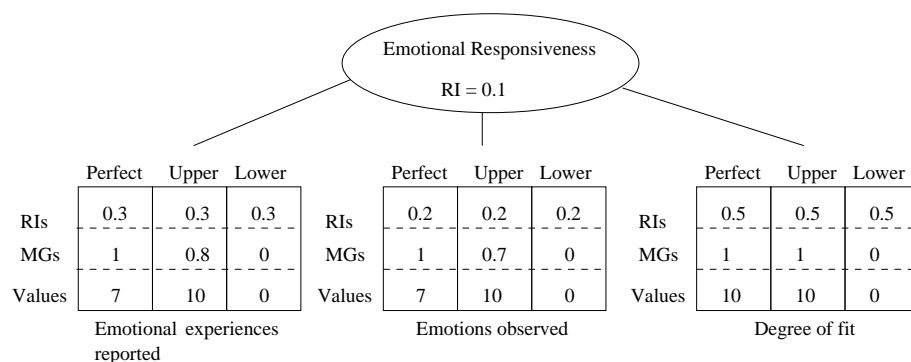 Emotional Responsiveness
RI = 0.1
Perfect Upper Lower Perfect Upper Lower Perfect Upper Lower
RIs 0.3 0.3 0.3 RIs 0.2 0.2 0.2 RIs 0.5 0.5 0.5
MGs 1 0.8 0 MGs 1 0.7 0 MGs 1 1 0
Values 7 10 0 Values 7 10 0 Values 10 10 0
Emotional experiences Emotions observed Degree of fit
reported